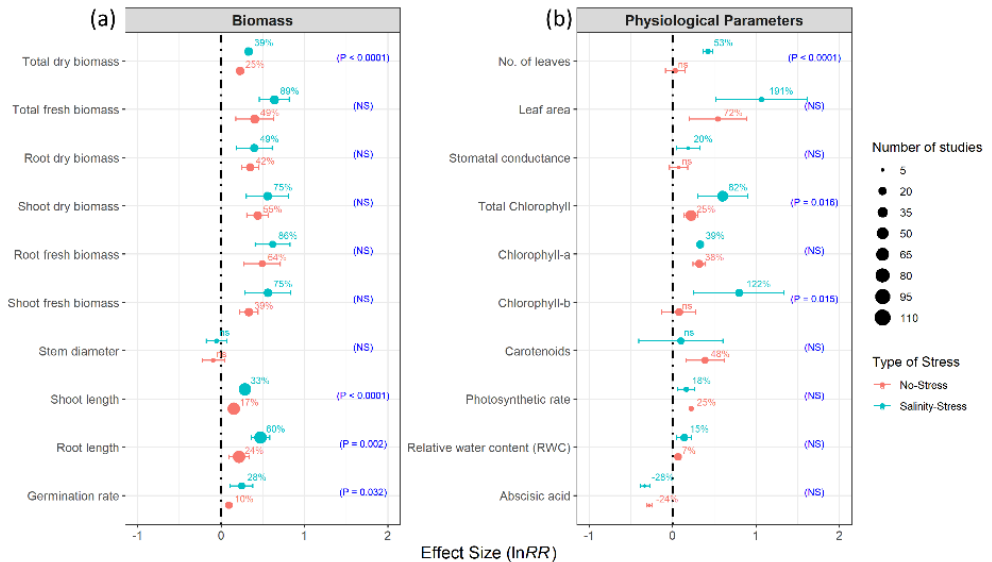 (a)
Biomass
Total dry biomass
39%
25%
(P < 0.0001)
Total fresh biomass
89%
49%
(NS)
Root dry biomass
49%
42%
(NS)
Shoot dry biomass
75%
55%
(NS)
Root fresh biomass
86%
64%
(NS)
Shoot fresh biomass
75%
39%
(NS)
Stem diameter
ns
ns
(NS)
Shoot length
33%
17%
(P < 0.0001)
Root length
60%
24%
(P = 0.002)
Germination rate
28%
10%
(P = 0.032)
-1 0 1 2
(b)
Physiological Parameters
No. of leaves
53%
ns
(P < 0.0001)
Leaf area
191%
72%
(NS)
Stomatal conductance
20%
ns
(NS)
Total Chlorophyll
82%
25%
(P = 0.016)
Chlorophyll-a
39%
38%
(NS)
Chlorophyll-b
122%
ns
(P = 0.015)
Carotenoids
ns
48%
(NS)
Photosynthetic rate
18%
25%
(NS)
Relative water content (RWC)
15%
7%
(NS)
Abscisic acid
-28%
-24%
(NS)
-1 0 1 2
Effect Size (lnRR)
Number of studies
5
20
35
50
65
80
95
110
Type of Stress
No-Stress
Salinity-Stress